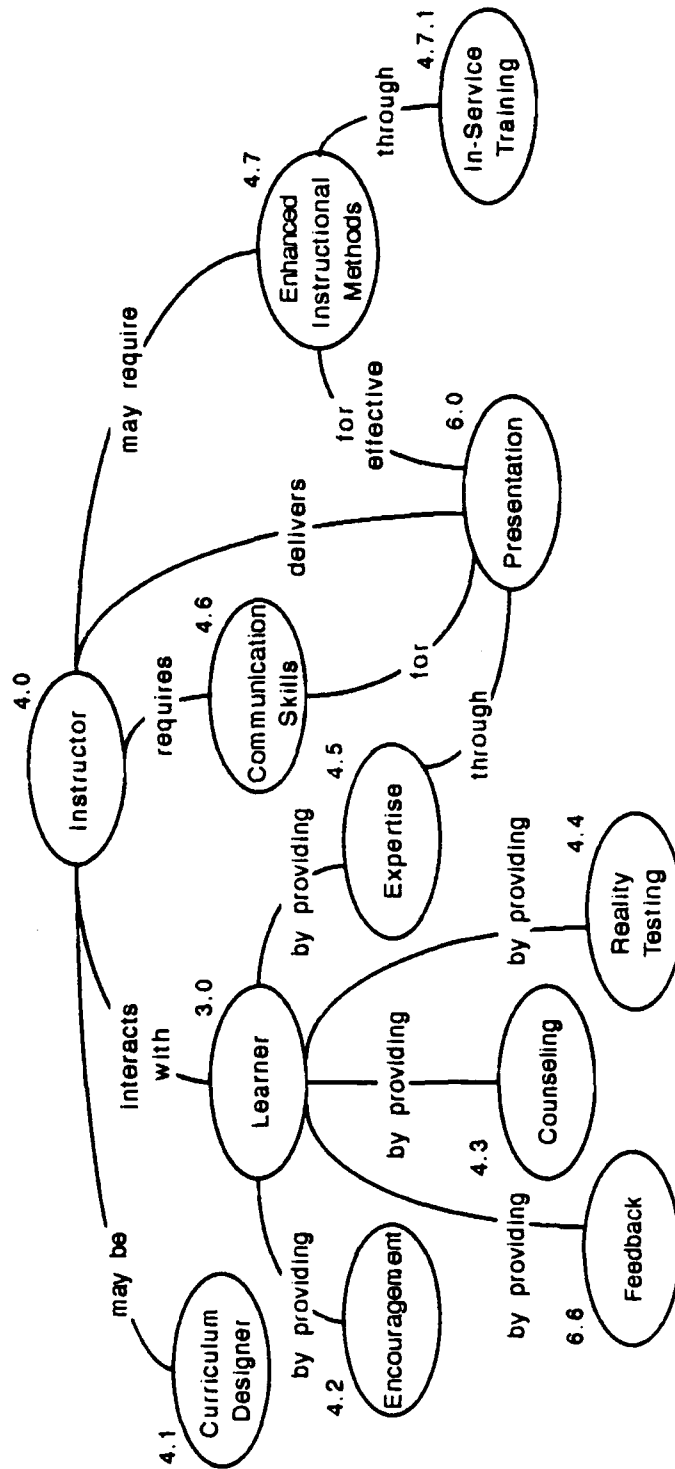 4.0
Instructor
may be
interacts
with
requires
delivers
may require
4.1
Curriculum
Designer
3.0
Learner
4.6
Communication
Skills
4.7
Enhanced
Instructional
Methods
by providing
4.2
Encouragement
by providing
6.6
Feedback
by providing
4.3
Counseling
by providing
4.4
Reality
Testing
by providing
4.5
Expertise
through
for
for
effective
6.0
Presentation
through
4.7.1
In-Service
Training